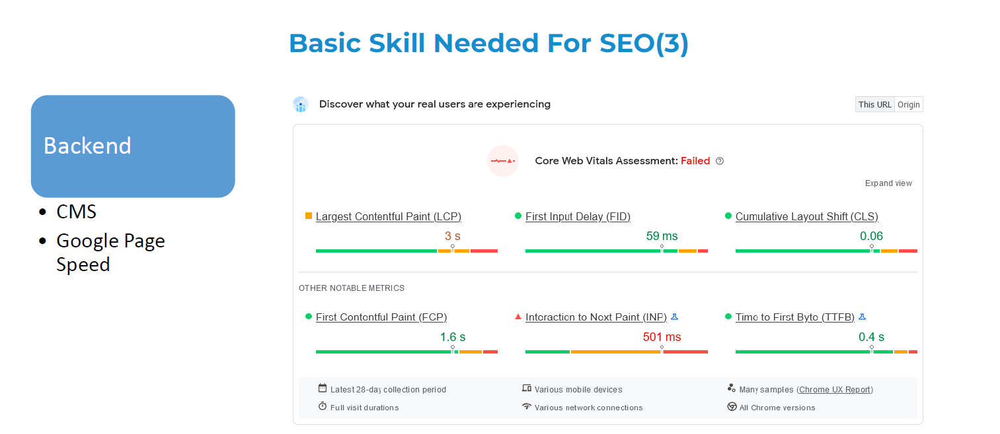 Basic Skill Needed For SEO(3)
Backend
• CMS
• Google Page
Speed
Discover what your real users are experiencing
This URL Origin
Core Web Vitals Assessment: Failed
Expand view
Largest Contentful Paint (LCP)
3 s
First Input Delay (FID)
59 ms
Cumulative Layout Shift (CLS)
0.06
OTHER NOTABLE METRICS
First Contentful Paint (FCP)
1.6 s
Interaction to Next Paint (INP)
501 ms
Time to First Byte (TTFB)
0.4 s
Latest 28-day collection period
Various mobile devices
Many samples (Chrome UX Report)
Full visit durations
Various network connections
All Chrome versions